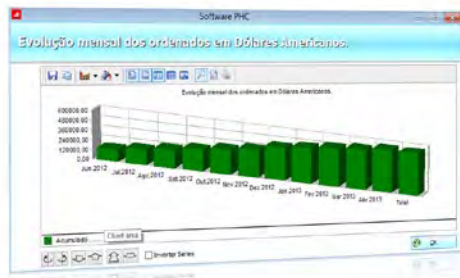 Software PHC
Evolução mensal dos ordenados em Dólares Americanos.
Evolução mensal dos ordenados em Dólares Americanos.
600000,00
480000,00
360000,00
240000,00
120000,00
0,00
Jun 2012
Jul 2012
Ago 2012
Set 2012
Out 2012
Nov 2012
Dez 2012
Jan 2013
Fev 2013
Mar 2013
Abr 2013
Total
Acumulado
Chart area
Inverter Series
OK